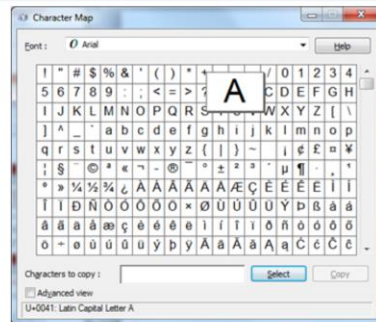 Character Map
Font : O Arial Help
! " # $ % & ' ( ) * + / 0 1 2 3 4
5 6 7 8 9 : ; < = > ? A C D E F G H
I J K L M N O P Q R S W X Y Z [ \
] ^ _ ` a b c d e f g h i j k l m n o p
q r s t u v w x y z { | } ~ ¡ ¢ £ ¤ ¥
¦ § ¨ © ª « ¬ - ® ¯ ° ± ² ³ ´ µ ¶ · ¸ ¹
º » ¼ ½ ¾ ¿ À Á Â Ã Ä Å Æ Ç È É Ê Ë Ì Í
Î Ï Ð Ñ Ò Ó Ô Õ Ö × Ø Ù Ú Û Ü Ý Þ ß à á
â ã ä å æ ç è é ê ë ì í î ï ð ñ ò ó ô õ
ö ÷ ø ù ú û ü ý þ ÿ Ā ā Ă ă Ą ą Ć ć Ĉ ĉ
Characters to copy : Select Copy
Advanced view
U+0041: Latin Capital Letter A